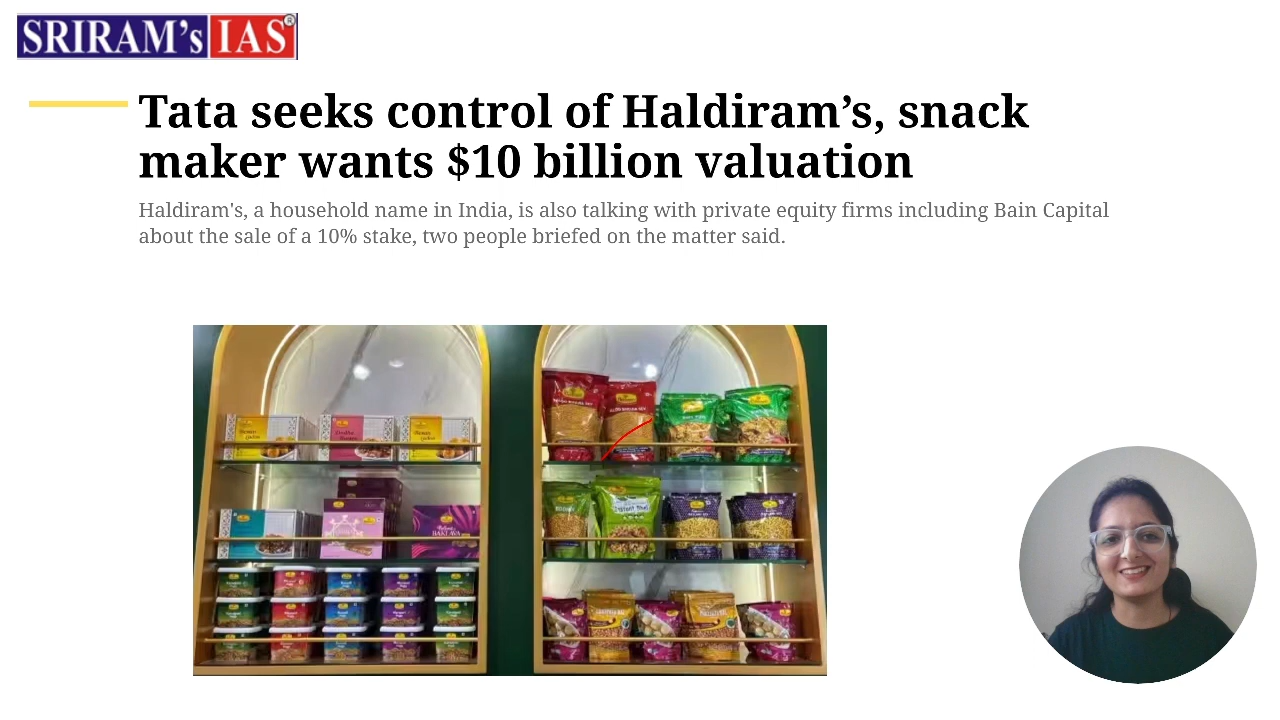 SRIRAM's IAS ®
Tata seeks control of Haldiram’s, snack
maker wants $10 billion valuation
Haldiram's, a household name in India, is also talking with private equity firms including Bain Capital
about the sale of a 10% stake, two people briefed on the matter said.